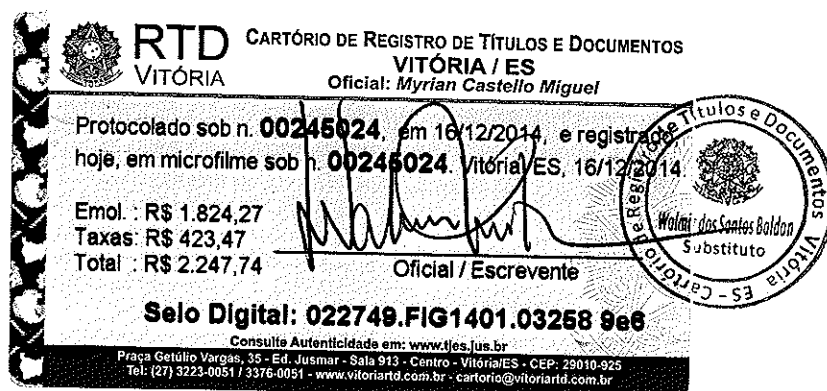 RTD
VITÓRIA
CARTÓRIO DE REGISTRO DE TÍTULOS E DOCUMENTOS
VITÓRIA / ES
Oficial: Myrian Castello Miguel
Protocolado sob n. 00245024, em 16/12/2014, e registrado,
hoje, em microfilme sob n. 00245024. Vitória/ES, 16/12/2014.
Emol. : R$ 1.824,27
Taxas: R$ 423,47
Total : R$ 2.247,74
Oficial / Escrevente
Selo Digital: 022749.FIG1401.03258 9e6
Consulte Autenticidade em: www.tjes.jus.br
Praça Getúlio Vargas, 35 - Ed. Jusmar - Sala 913 - Centro - Vitória/ES - CEP: 29010-925
Tel: (27) 3223-0051 / 3376-0051 - www.vitoriartd.com.br - cartorio@vitoriartd.com.br
Cartório de Registro de Títulos e Documentos Vitória - ES
dos Santos Baldon
Substituto